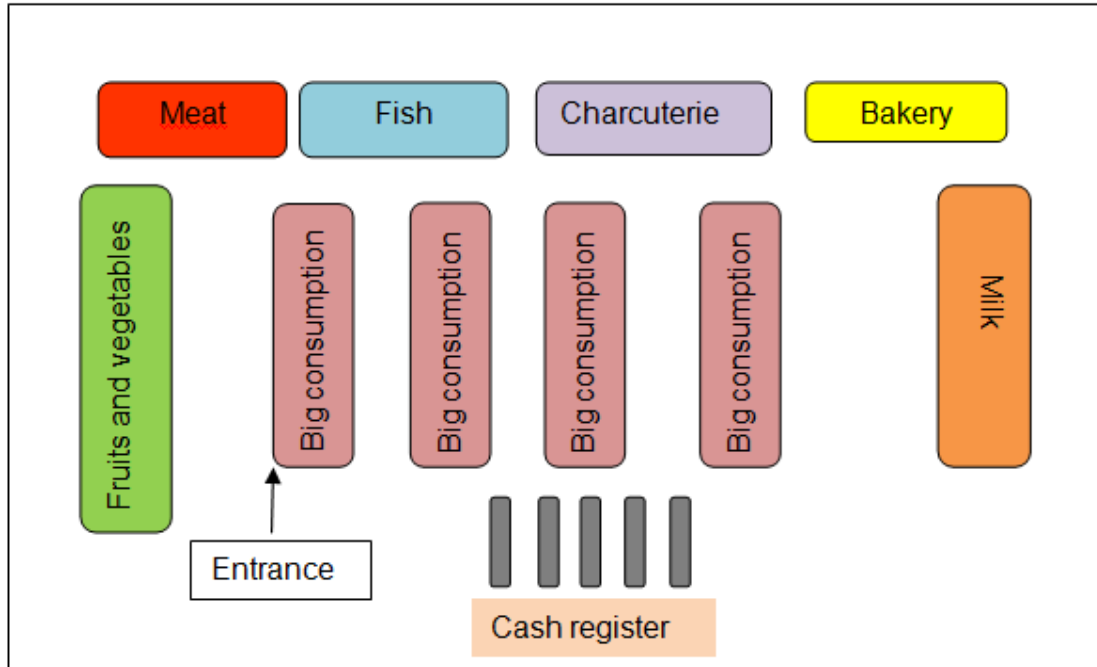 Meat
Fish
Charcuterie
Bakery
Fruits and vegetables
Big consumption
Big consumption
Big consumption
Big consumption
Milk
Entrance
Cash register